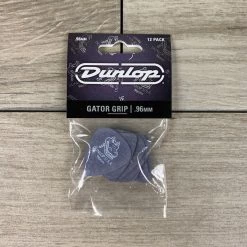 12 PACK
Dunlop
GATOR GRIP | .96MM